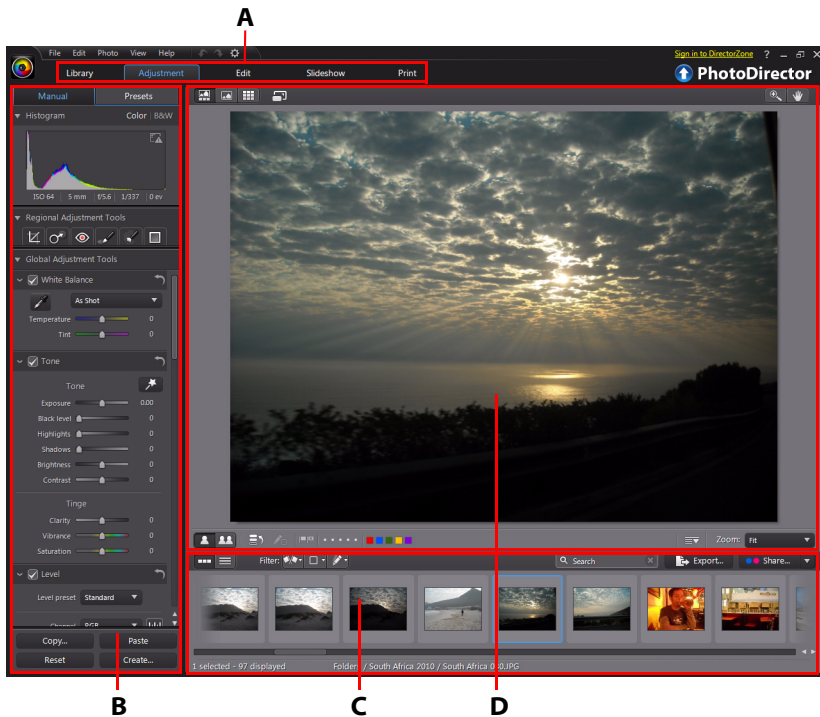 A
File Edit Photo View Help
Sign in to DirectorZone ?
Library Adjustment Edit Slideshow Print
PhotoDirector
Manual Presets
Histogram Color | B&W
ISO 64 5 mm f/5.6 1/337 0 ev
Regional Adjustment Tools
Global Adjustment Tools
White Balance
As Shot
Temperature 0
Tint 0
Tone
Tone
Exposure 0.00
Black level 0
Highlights 0
Shadows 0
Brightness 0
Contrast 0
Tinge
Clarity 0
Vibrance 0
Saturation 0
Level
Level preset Standard
Channel RGB
Copy... Paste
Reset Create...
Zoom: Fit
Filter: Search Export... Share...
1 selected - 97 displayed
Folders / South Africa 2010 / South Africa 0 0.JPG
B C D